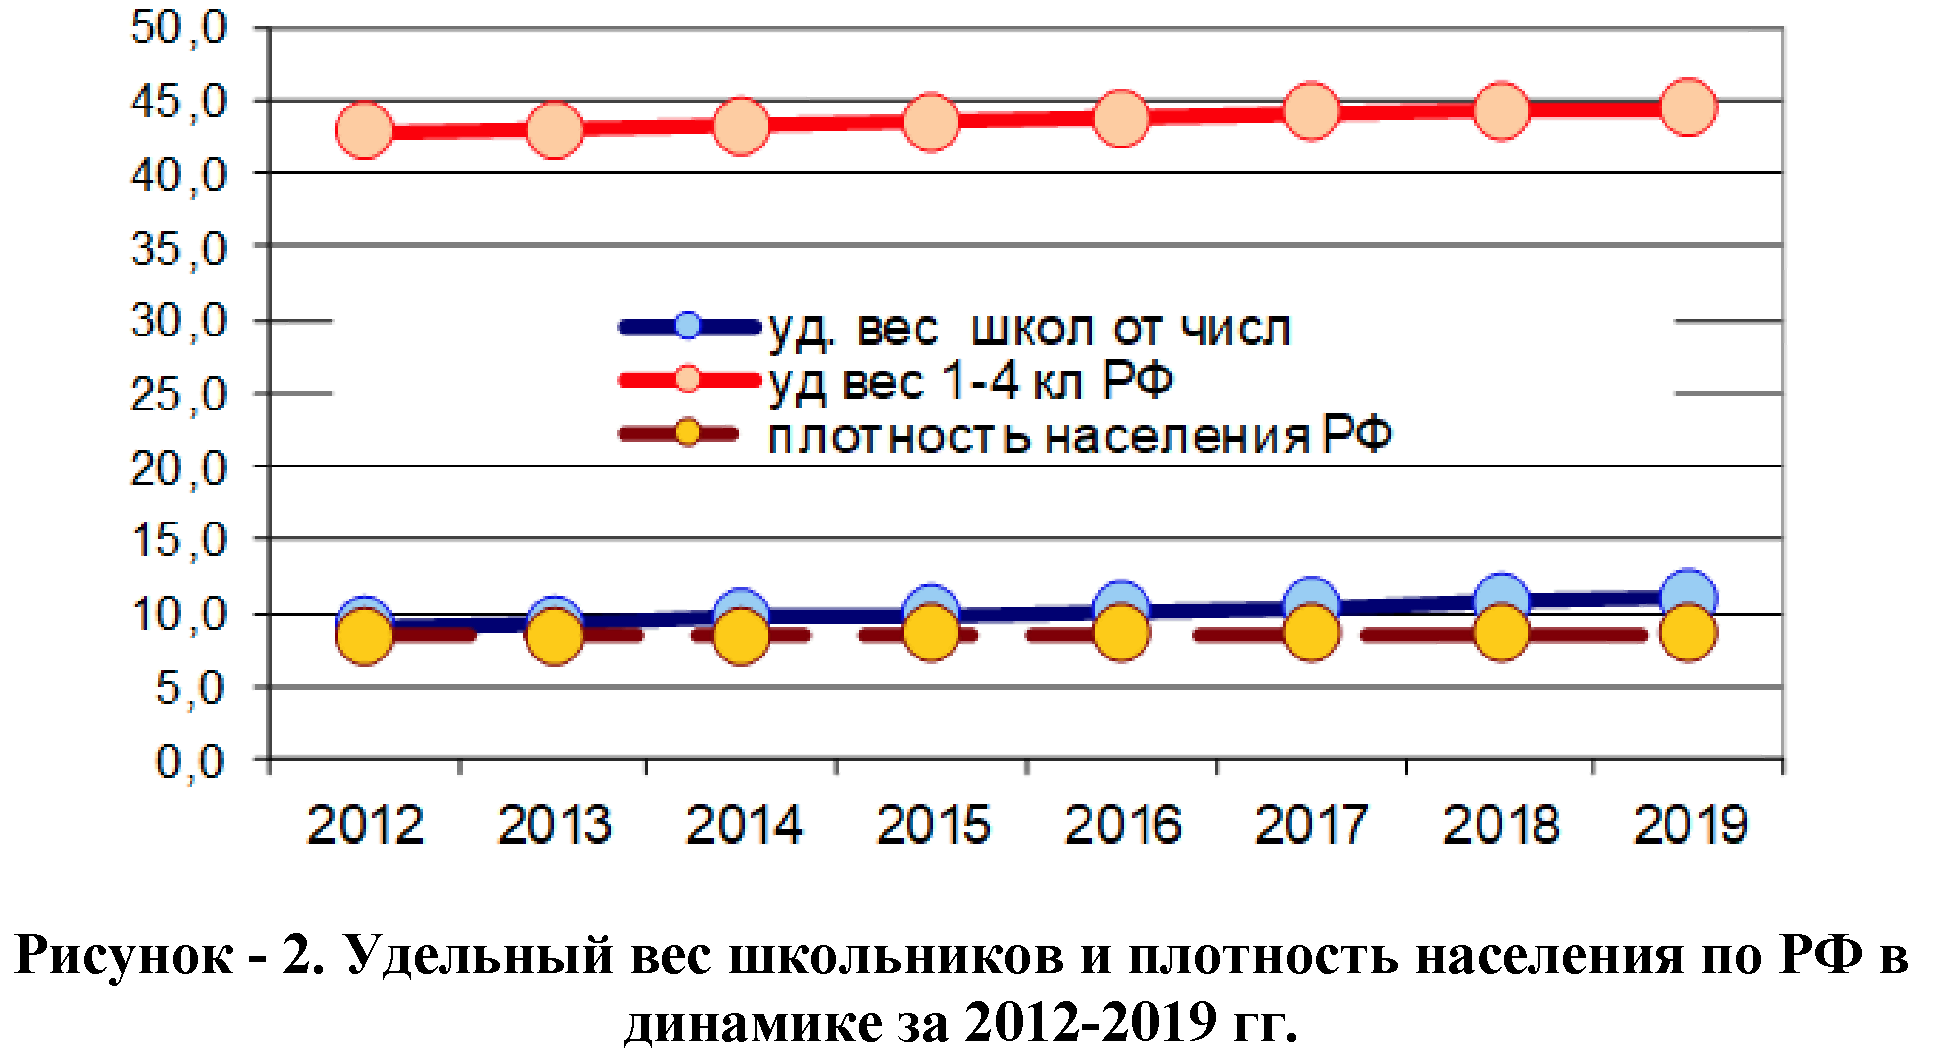 50,0
45,0
40,0
35,0
30,0
25,0
20,0
15,0
10,0
5,0
0,0
уд. вес школ от числ
уд вес 1-4 кл РФ
плотность населения РФ
2012 2013 2014 2015 2016 2017 2018 2019
Рисунок - 2. Удельный вес школьников и плотность населения по РФ в
динамике за 2012-2019 гг.